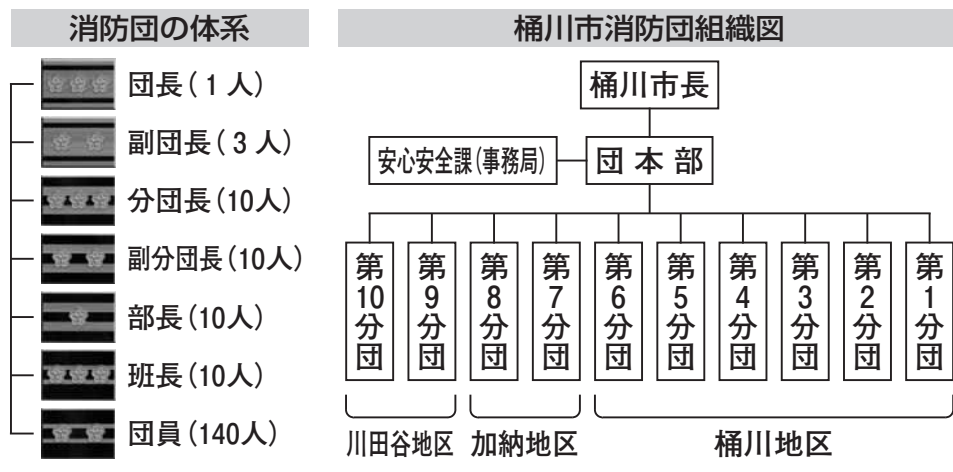 消防団の体系
団長(1人)
副団長(3人)
分団長(10人)
副分団長(10人)
部長(10人)
班長(10人)
団員(140人)
桶川市消防団組織図
桶川市長
安心安全課(事務局)
団本部
第10分団
第9分団
第8分団
第7分団
第6分団
第5分団
第4分団
第3分団
第2分団
第1分団
川田谷地区
加納地区
桶川地区